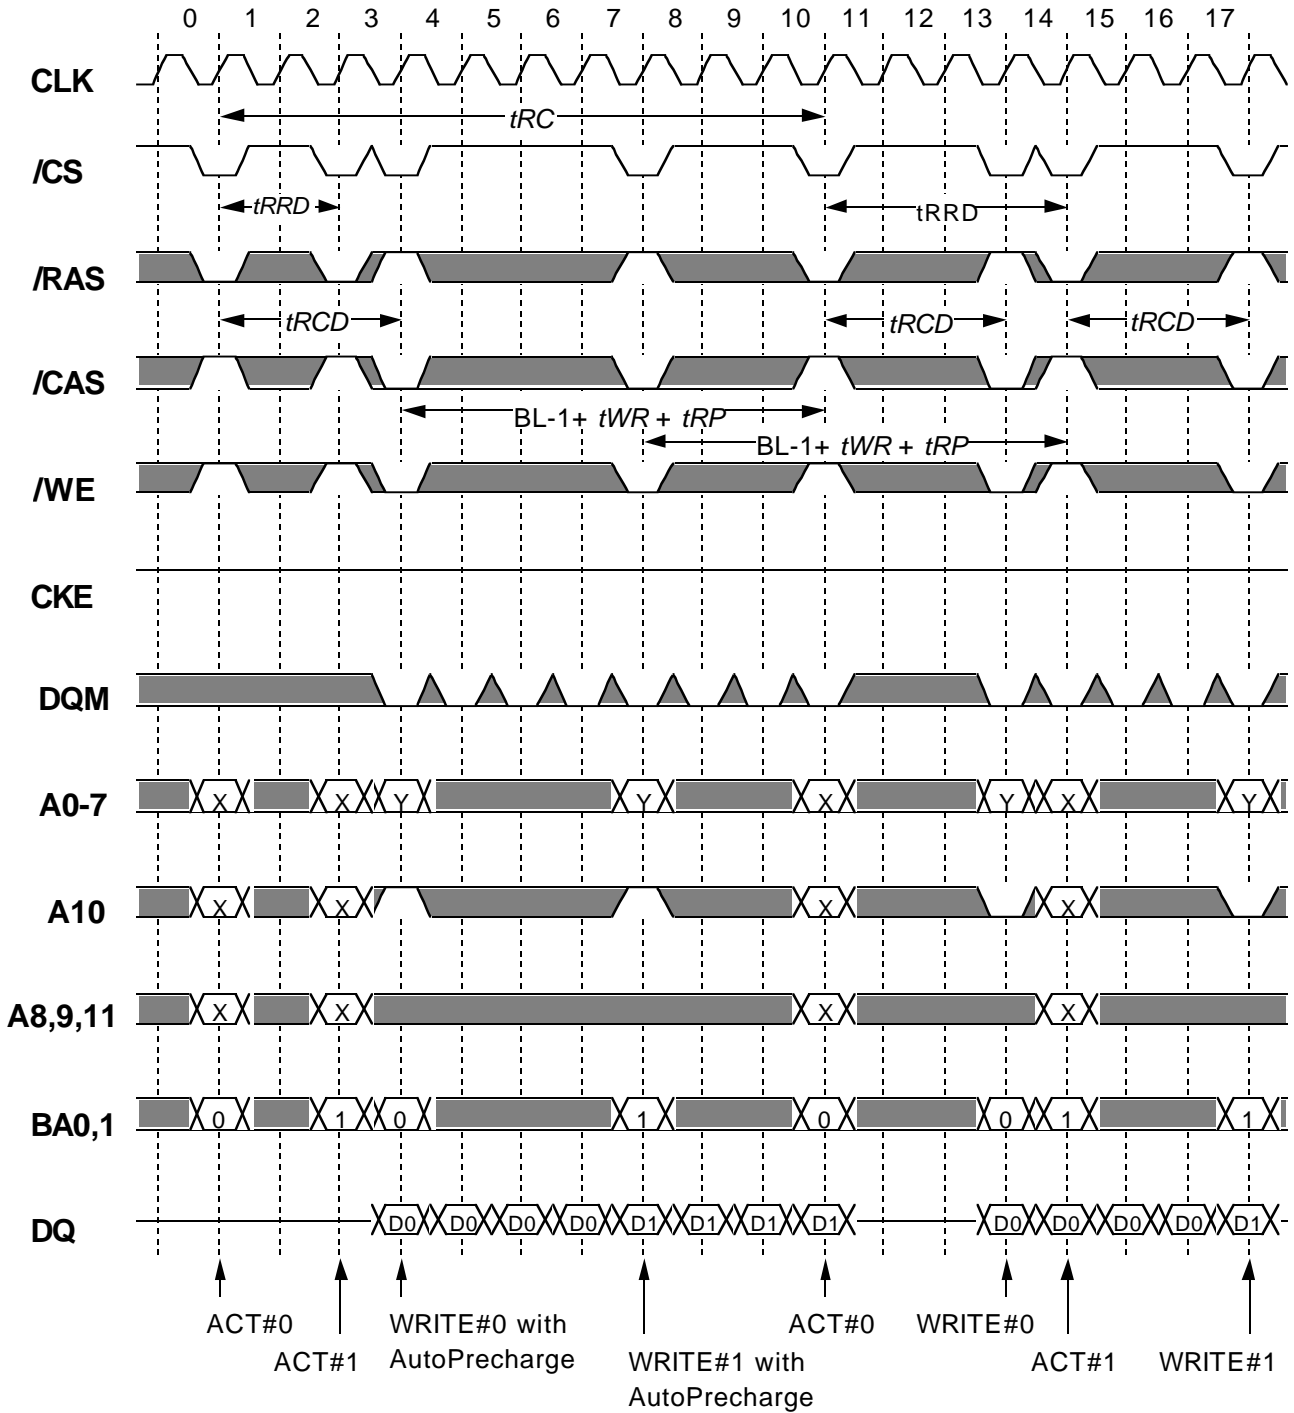 0 1 2 3 4 5 6 7 8 9 10 11 12 13 14 15 16 17
CLK
tRC
/CS
tRRD tRRD
/RAS
tRCD tRCD tRCD
/CAS
BL-1+ tWR + tRP
BL-1+ tWR + tRP
/WE
CKE
DQM
A0-7 X X Y Y X Y X Y
A10 X X X X
A8,9,11 X X X X
BA0,1 0 1 0 1 0 0 1 1
DQ D0 D0 D0 D0 D1 D1 D1 D1 D0 D0 D0 D0 D1
ACT#0 WRITE#0 with ACT#0 WRITE#0
ACT#1 AutoPrecharge WRITE#1 with ACT#1 WRITE#1
AutoPrecharge